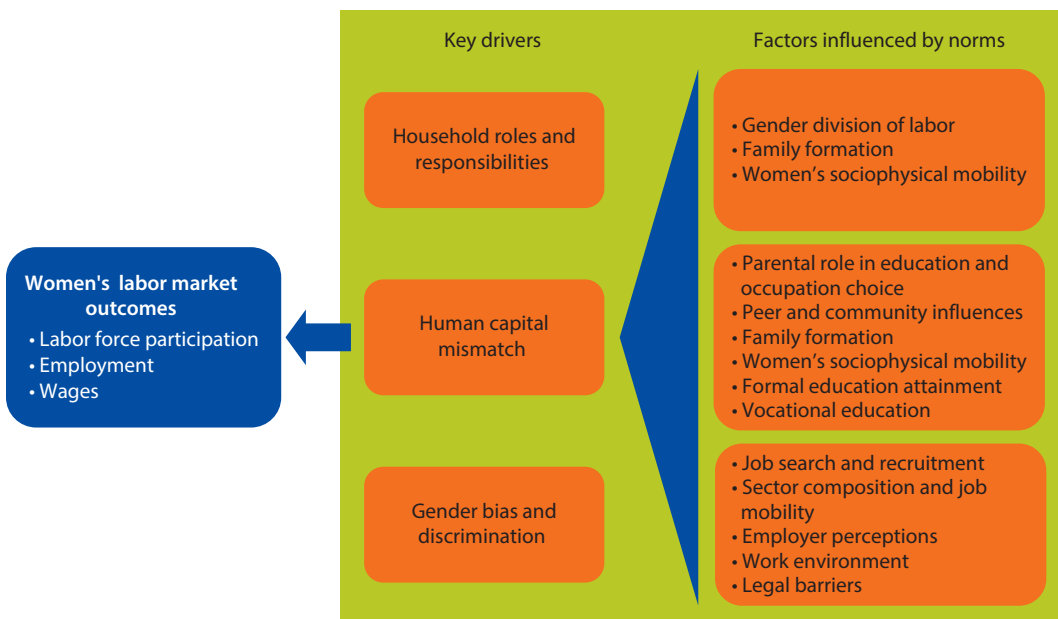 Key drivers
Factors influenced by norms
Household roles and
responsibilities
• Gender division of labor
• Family formation
• Women’s sociophysical mobility
Women's labor market
outcomes
• Labor force participation
• Employment
• Wages
Human capital
mismatch
• Parental role in education and
occupation choice
• Peer and community influences
• Family formation
• Women’s sociophysical mobility
• Formal education attainment
• Vocational education
Gender bias and
discrimination
• Job search and recruitment
• Sector composition and job
mobility
• Employer perceptions
• Work environment
• Legal barriers